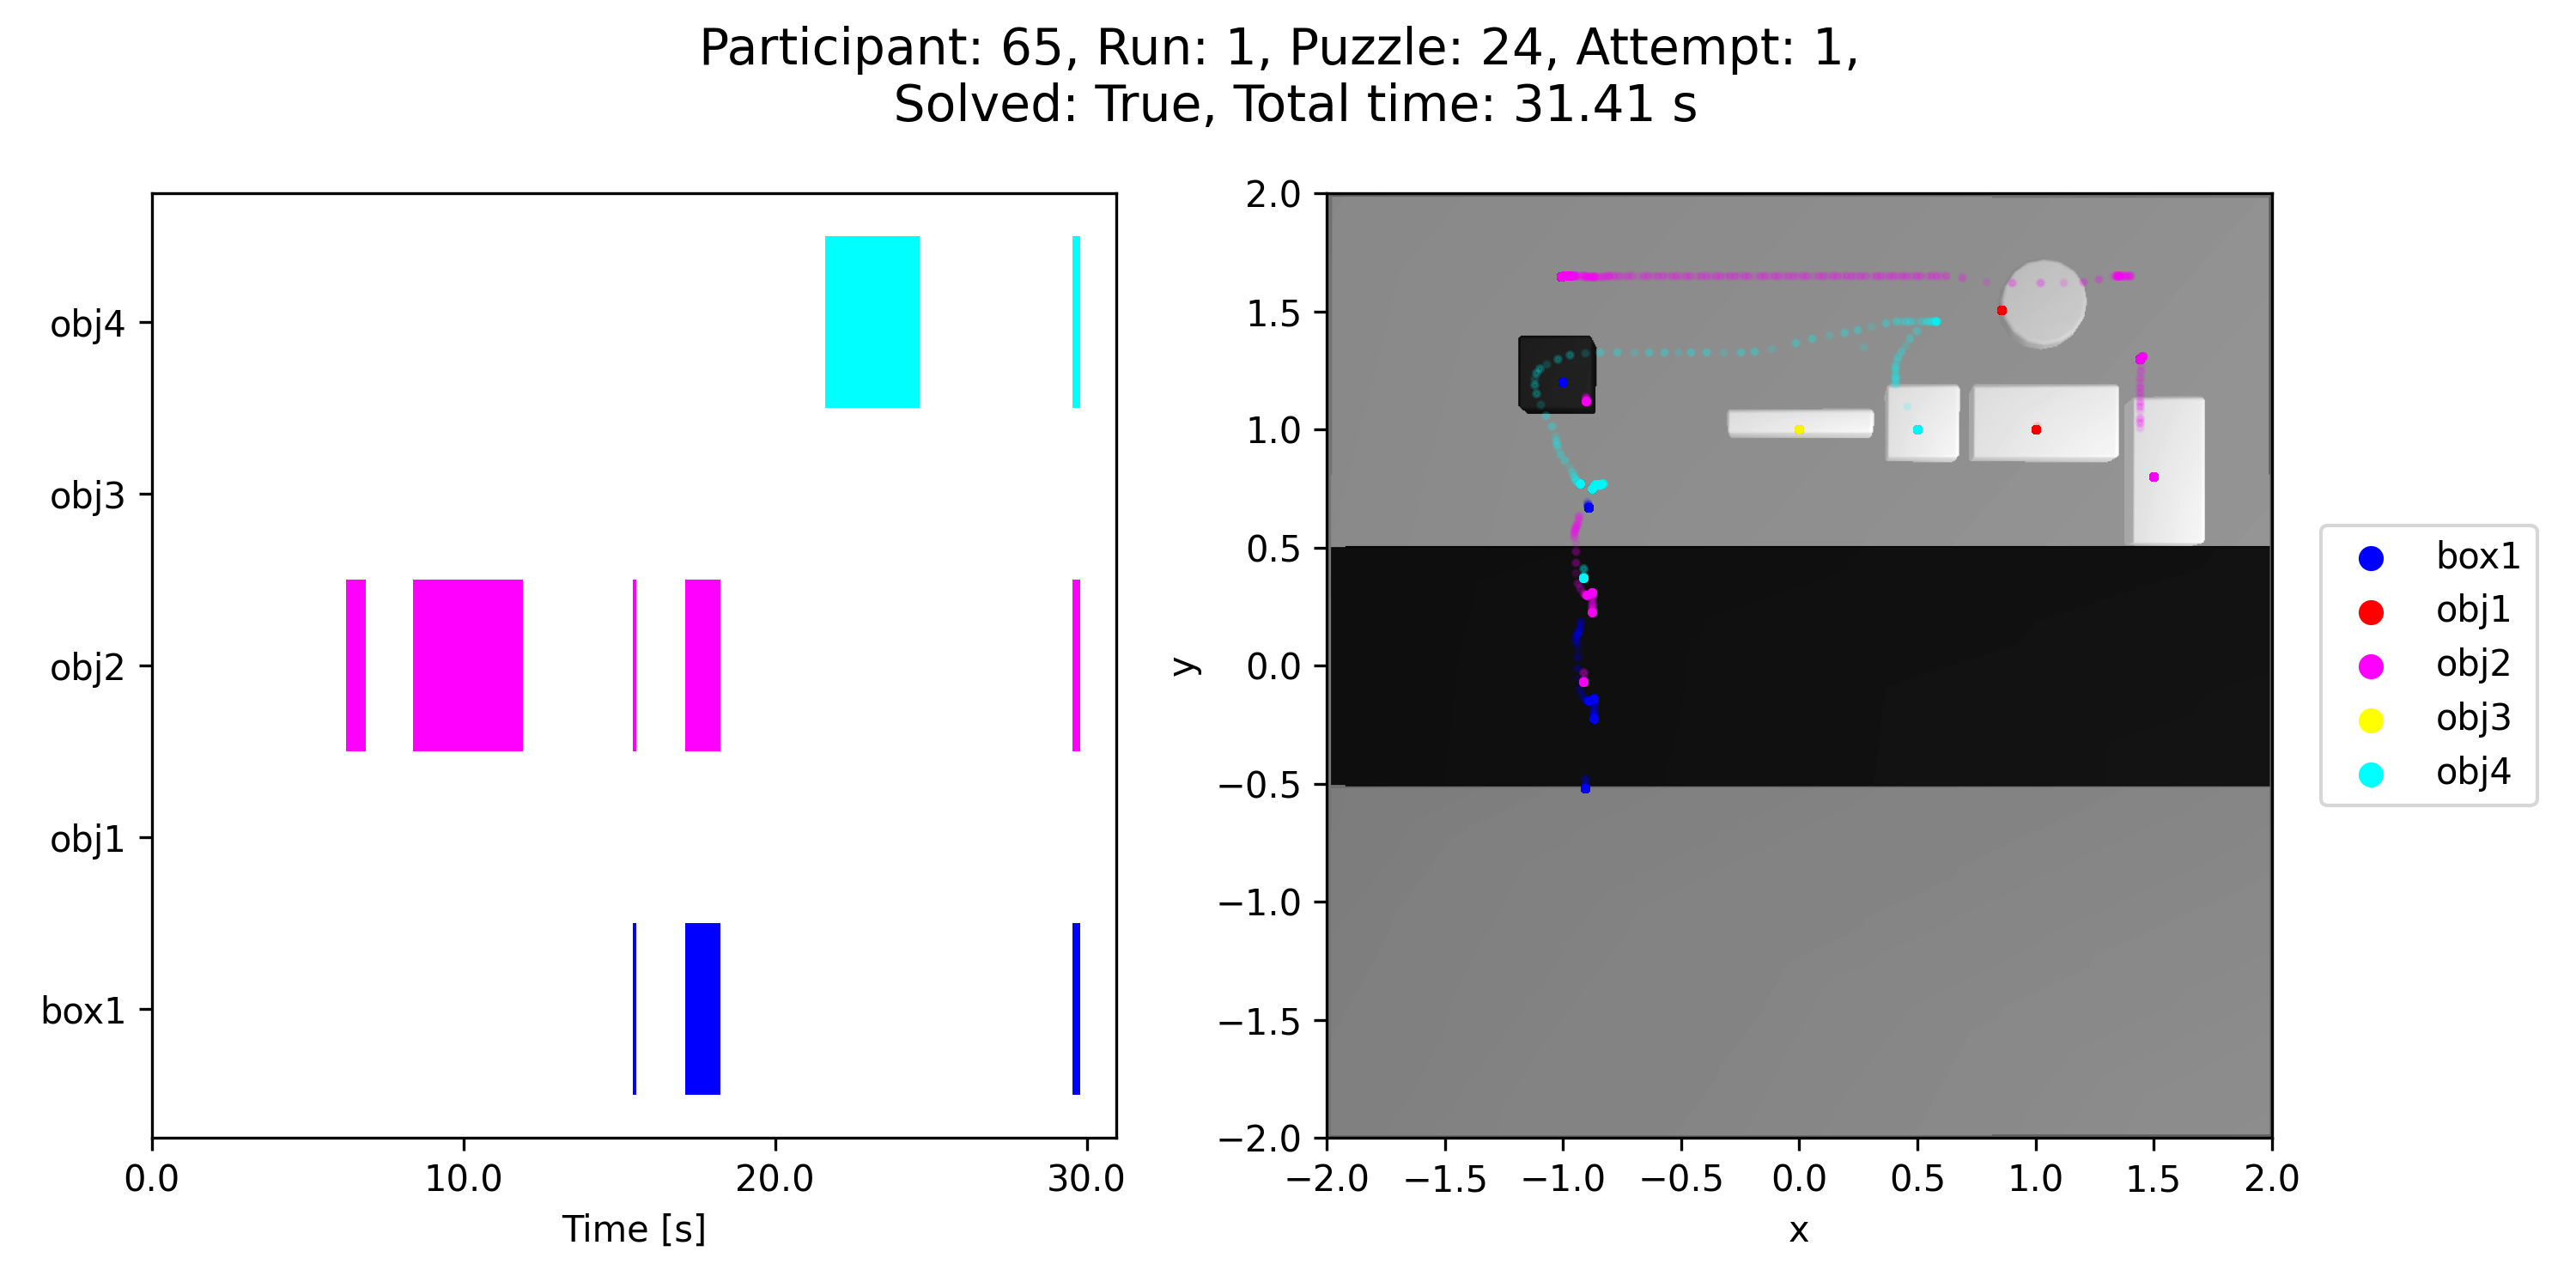 Participant: 65, Run: 1, Puzzle: 24, Attempt: 1,
Solved: True, Total time: 31.41 s
obj4
obj3
obj2
obj1
box1
0.0 10.0 20.0 30.0
Time [s]
2.0
1.5
1.0
0.5
0.0
−0.5
−1.0
−1.5
−2.0
y
−2.0 −1.5 −1.0 −0.5 0.0 0.5 1.0 1.5 2.0
x
box1
obj1
obj2
obj3
obj4